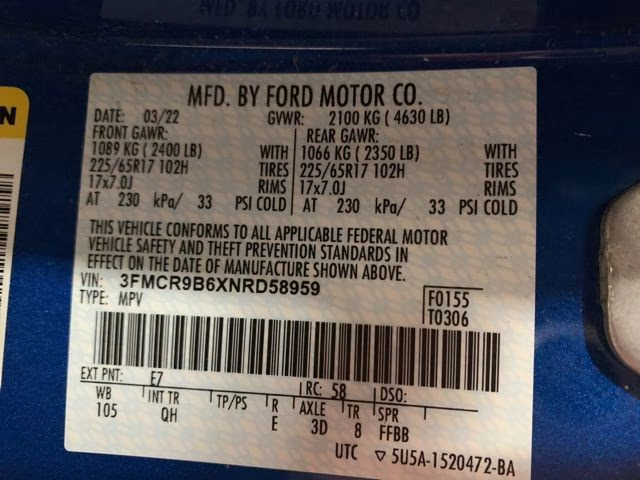 MFD. BY FORD MOTOR CO.
DATE: 03/22 GVWR: 2100 KG ( 4630 LB)
FRONT GAWR: REAR GAWR:
1089 KG ( 2400 LB) WITH 1066 KG ( 2350 LB) WITH
225/65R17 102H TIRES 225/65R17 102H TIRES
17x7.0J RIMS 17x7.0J RIMS
AT 230 kPa/ 33 PSI COLD AT 230 kPa/ 33 PSI COLD
THIS VEHICLE CONFORMS TO ALL APPLICABLE FEDERAL MOTOR
VEHICLE SAFETY AND THEFT PREVENTION STANDARDS IN
EFFECT ON THE DATE OF MANUFACTURE SHOWN ABOVE.
VIN: 3FMCR9B6XNRD58959
TYPE: MPV F0155
T0306
EXT PNT: E7 RC: 58 DSO:
WB INT TR TP/PS R AXLE TR SPR
105 QH E 3D 8 FFBB
UTC ▽ 5U5A-1520472-BA